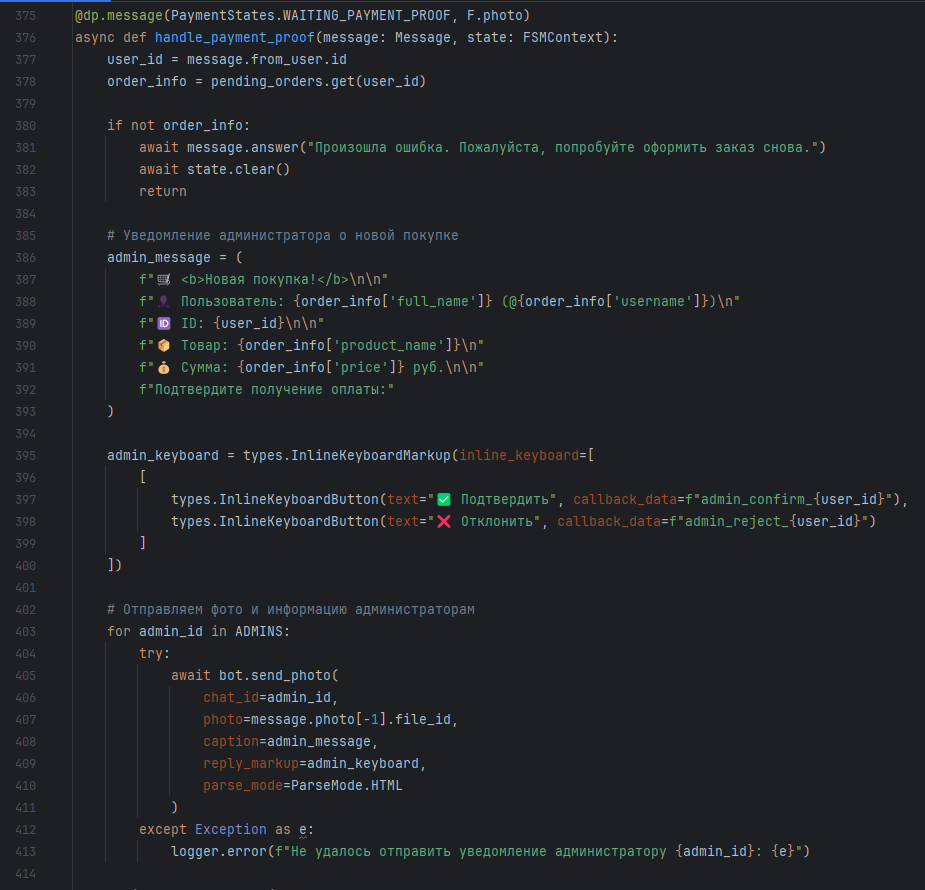 375 @dp.message(PaymentStates.WAITING_PAYMENT_PROOF, F.photo)
376 async def handle_payment_proof(message: Message, state: FSMContext):
377     user_id = message.from_user.id
378     order_info = pending_orders.get(user_id)
379
380     if not order_info:
381         await message.answer("Произошла ошибка. Пожалуйста, попробуйте оформить заказ снова.")
382         await state.clear()
383         return
384
385     # Уведомление администратора о новой покупке
386     admin_message = (
387         f"🛒 <b>Новая покупка!</b>\n\n"
388         f"👤 Пользователь: {order_info['full_name']} (@{order_info['username']})\n"
389         f"🆔 ID: {user_id}\n\n"
390         f"📦 Товар: {order_info['product_name']}\n"
391         f"💰 Сумма: {order_info['price']} руб.\n\n"
392         f"Подтвердите получение оплаты:"
393     )
394
395     admin_keyboard = types.InlineKeyboardMarkup(inline_keyboard=[
396         [
397             types.InlineKeyboardButton(text="✅ Подтвердить", callback_data=f"admin_confirm_{user_id}"),
398             types.InlineKeyboardButton(text="❌ Отклонить", callback_data=f"admin_reject_{user_id}")
399         ]
400     ])
401
402     # Отправляем фото и информацию администраторам
403     for admin_id in ADMINS:
404         try:
405             await bot.send_photo(
406                 chat_id=admin_id,
407                 photo=message.photo[-1].file_id,
408                 caption=admin_message,
409                 reply_markup=admin_keyboard,
410                 parse_mode=ParseMode.HTML
411             )
412         except Exception as e:
413             logger.error(f"Не удалось отправить уведомление администратору {admin_id}: {e}")
414